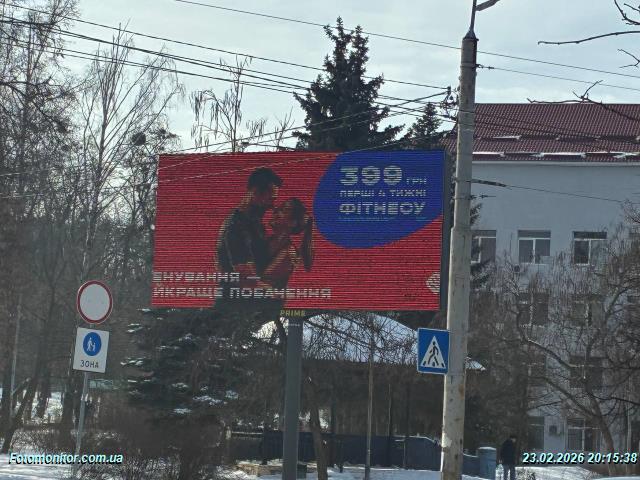 399 ГРН
ПЕРШІ 4 ТИЖНІ
ФІТНЕСУ
ЕНУВАННЯ —
ЙКРАЩЕ ПОБАЧЕННЯ
PRIME
ЗОНА
Fotomonitor.com.ua
23.02.2026 20:15:38